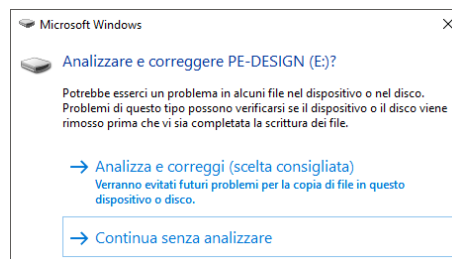 Microsoft Windows
Analizzare e correggere PE-DESIGN (E:)?
Potrebbe esserci un problema in alcuni file nel dispositivo o nel disco.
Problemi di questo tipo possono verificarsi se il dispositivo o il disco viene
rimosso prima che vi sia completata la scrittura dei file.
→ Analizza e correggi (scelta consigliata)
Verranno evitati futuri problemi per la copia di file in questo
dispositivo o disco.
→ Continua senza analizzare